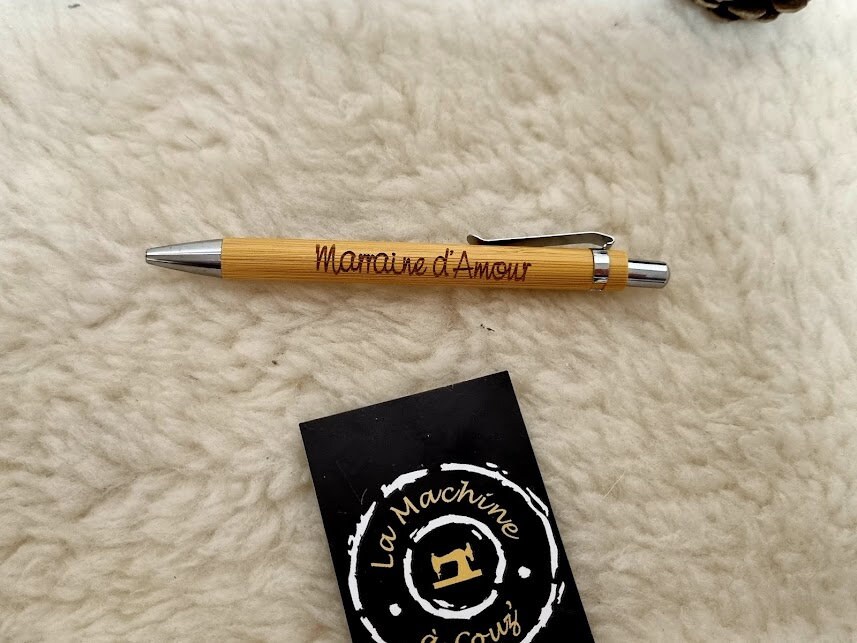 Marraine d'Amour
La Machine
à Couz'